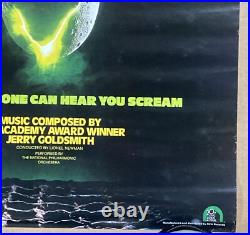 ONE CAN HEAR YOU SCREAM
MUSIC COMPOSED BY
ACADEMY AWARD WINNER
JERRY GOLDSMITH
CONDUCTED BY LIONEL NEWMAN
PERFORMED BY
THE NATIONAL PHILHARMONIC
ORCHESTRA